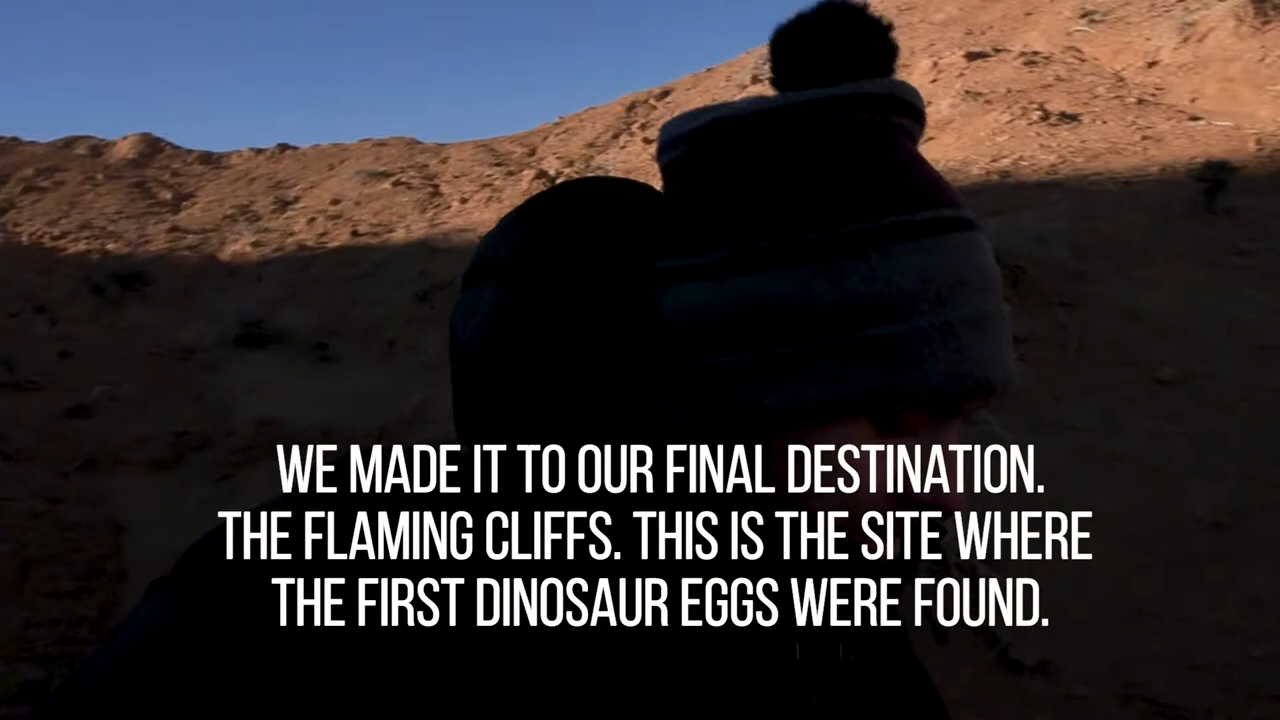 WE MADE IT TO OUR FINAL DESTINATION.
THE FLAMING CLIFFS. THIS IS THE SITE WHERE
THE FIRST DINOSAUR EGGS WERE FOUND.